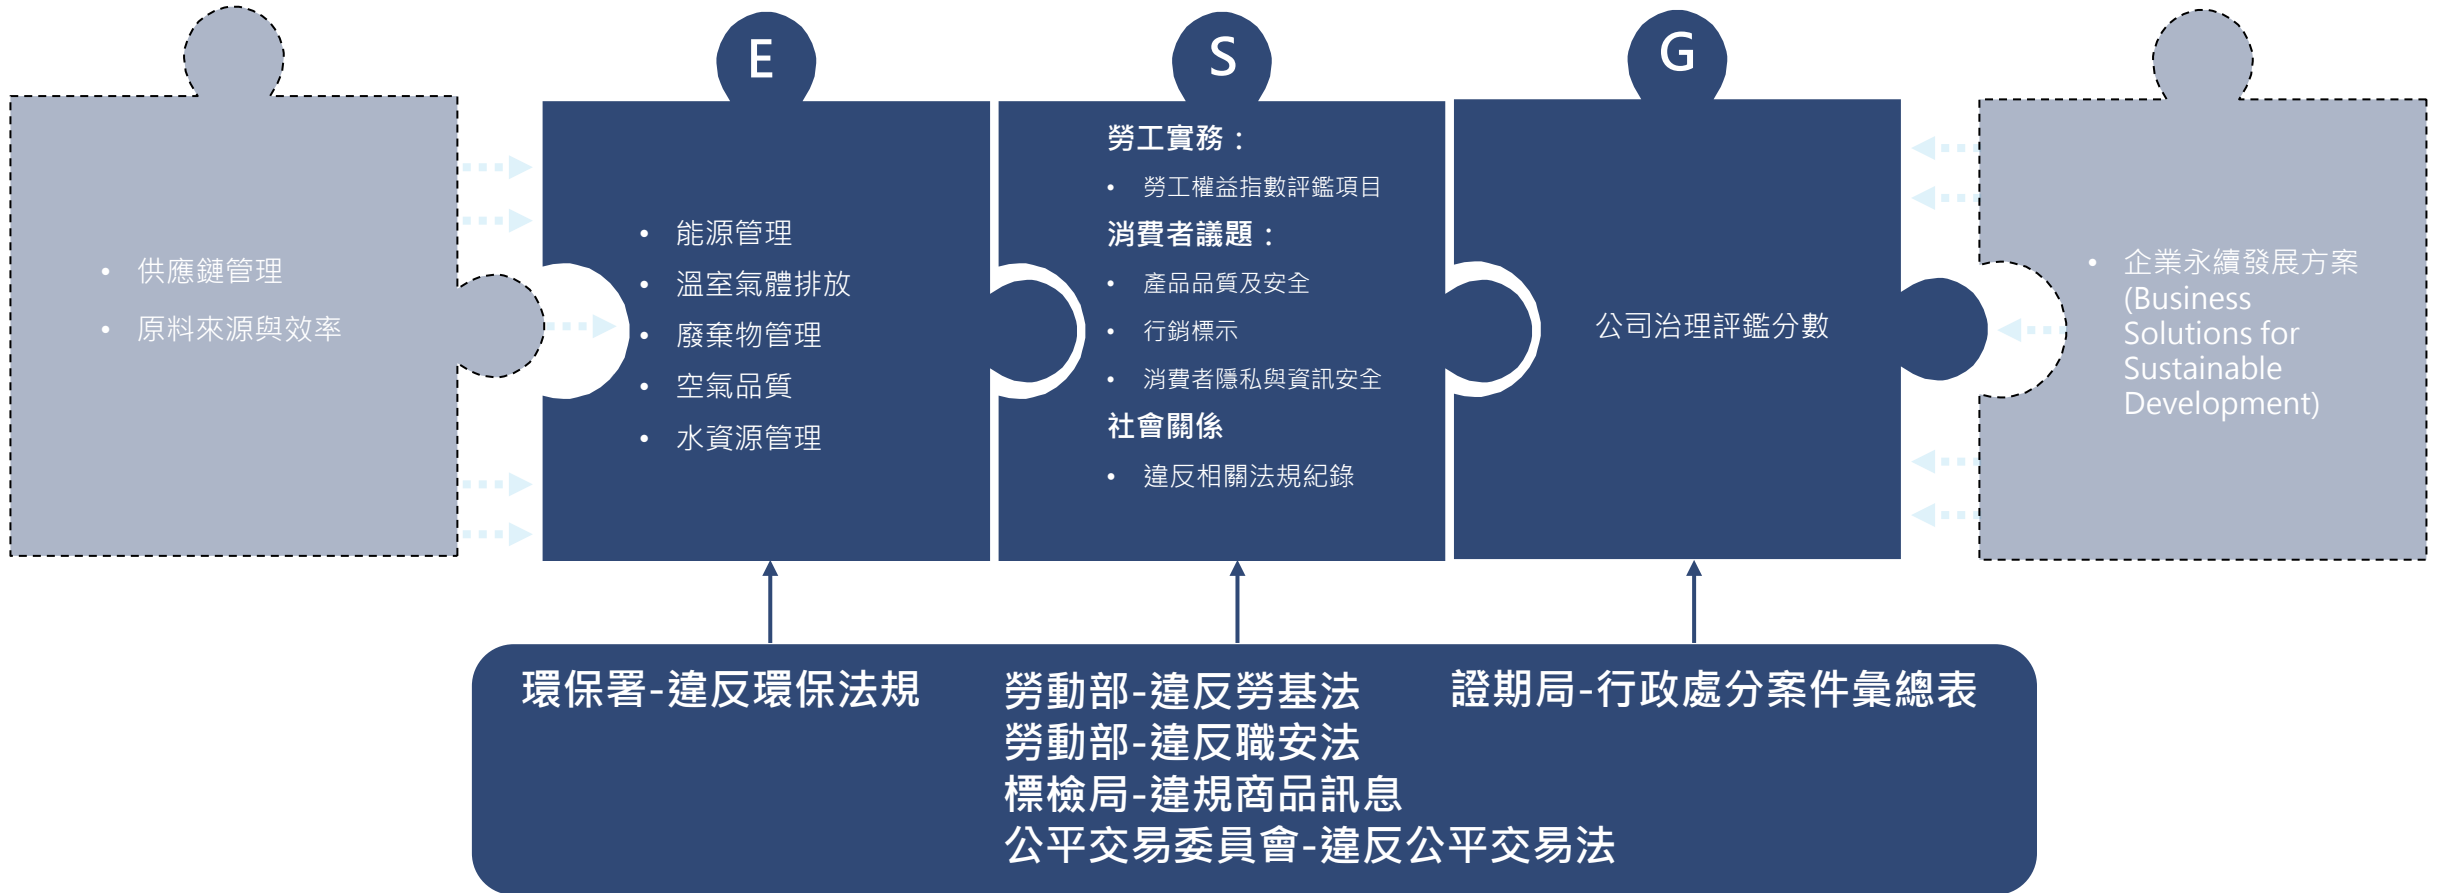 • 供應鏈管理
• 原料來源與效率
E
• 能源管理
• 溫室氣體排放
• 廢棄物管理
• 空氣品質
• 水資源管理
S
勞工實務：
• 勞工權益指數評鑑項目
消費者議題：
• 產品品質及安全
• 行銷標示
• 消費者隱私與資訊安全
社會關係
• 違反相關法規紀錄
G
公司治理評鑑分數
• 企業永續發展方案
(Business
Solutions for
Sustainable
Development)
環保署-違反環保法規
勞動部-違反勞基法
勞動部-違反職安法
標檢局-違規商品訊息
公平交易委員會-違反公平交易法
證期局-行政處分案件彙總表